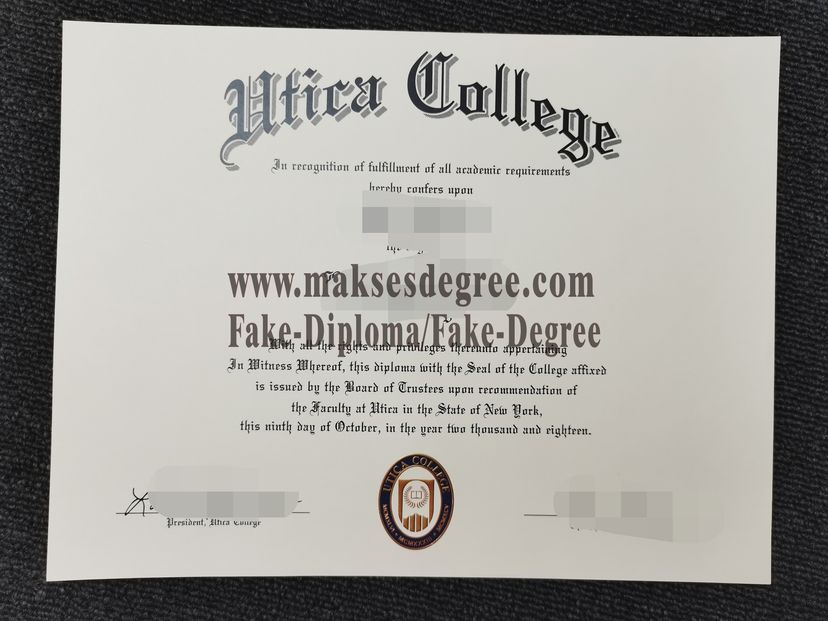 Utica College
In recognition of fulfillment of all academic requirements
hereby confers upon
www.maksesdegree.com
Fake-Diploma/Fake-Degree
With all the rights and privileges thereunto appertaining
In Witness Whereof, this diploma with the Seal of the College affixed
is issued by the Board of Trustees upon recommendation of
the Faculty at Utica in the State of New York,
this ninth day of October, in the year two thousand and eighteen.
UTICA COLLEGE
President, Utica College